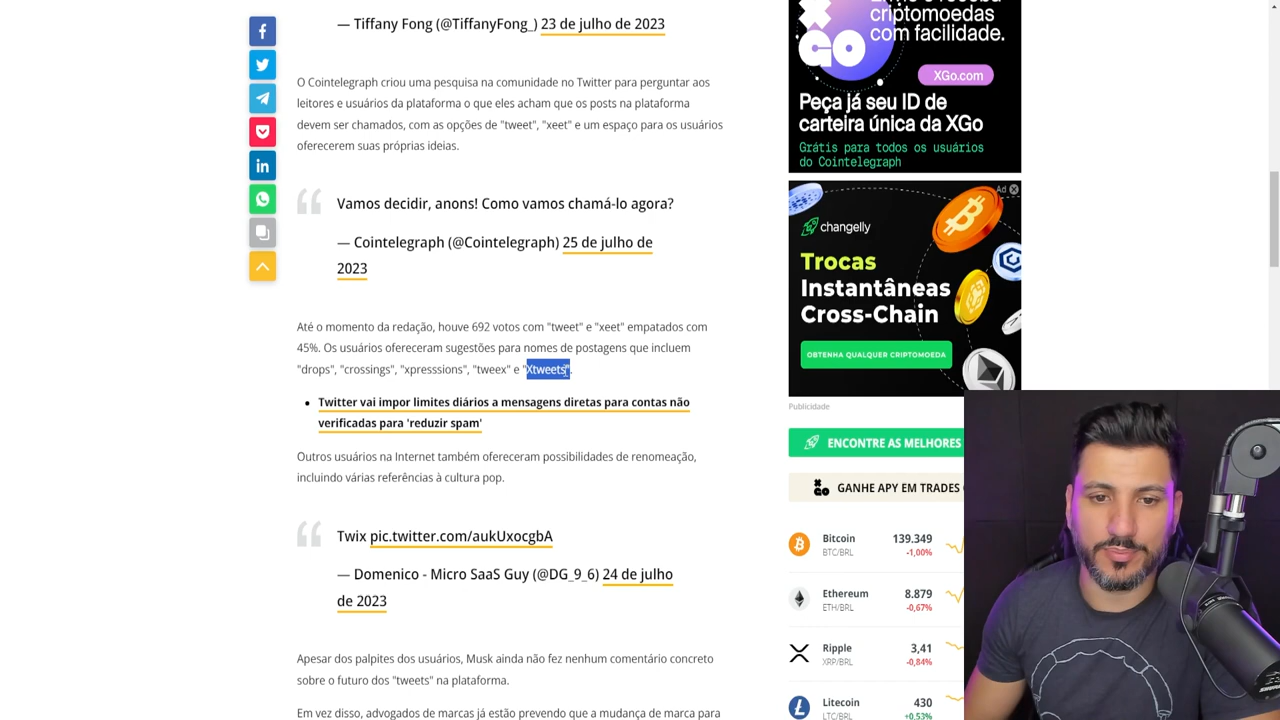 — Tiffany Fong (@TiffanyFong_) 23 de julho de 2023
O Cointelegraph criou uma pesquisa na comunidade no Twitter para perguntar aos
leitores e usuários da plataforma o que eles acham que os posts na plataforma
devem ser chamados, com as opções de "tweet", "xeet" e um espaço para os usuários
oferecerem suas próprias ideias.
Vamos decidir, anons! Como vamos chamá-lo agora?
— Cointelegraph (@Cointelegraph) 25 de julho de
2023
Até o momento da redação, houve 692 votos com "tweet" e "xeet" empatados com
45%. Os usuários ofereceram sugestões para nomes de postagens que incluem
"drops", "crossings", "xpresssions", "tweex" e "Xtweets".
Twitter vai impor limites diários a mensagens diretas para contas não
verificadas para 'reduzir spam'
Outros usuários na Internet também ofereceram possibilidades de renomeação,
incluindo várias referências à cultura pop.
Twix pic.twitter.com/aukUxocgbA
— Domenico - Micro SaaS Guy (@DG_9_6) 24 de julho
de 2023
Apesar dos palpites dos usuários, Musk ainda não fez nenhum comentário concreto
sobre o futuro dos "tweets" na plataforma.
Em vez disso, advogados de marcas já estão prevendo que a mudança de marca para
criptomoedas
com facilidade.
XGO
XGo.com
Peça já seu ID de
carteira única da XGo
Grátis para todos os usuários
do Cointelegraph
Ad
changelly
Trocas
Instantâneas
Cross-Chain
OBTENHA QUALQUER CRIPTOMOEDA
Publicidade
ENCONTRE AS MELHORES
XGO GANHE APY EM TRADES
Bitcoin 139.349
BTC/BRL -1,00%
Ethereum 8.879
ETH/BRL -0,67%
Ripple 3,41
XRP/BRL -0,84%
Litecoin 430
LTC/BRL +0,53%